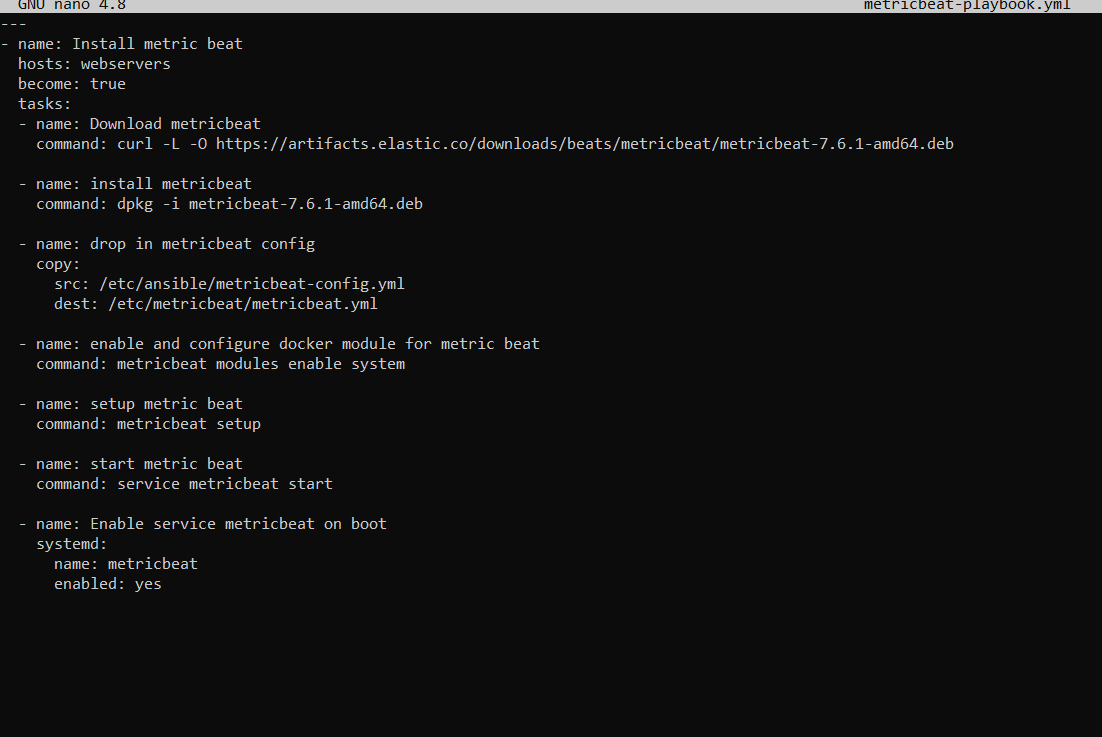 GNU nano 4.8 metricbeat-playbook.yml
---
- name: Install metric beat
  hosts: webservers
  become: true
  tasks:
  - name: Download metricbeat
    command: curl -L -O https://artifacts.elastic.co/downloads/beats/metricbeat/metricbeat-7.6.1-amd64.deb

  - name: install metricbeat
    command: dpkg -i metricbeat-7.6.1-amd64.deb

  - name: drop in metricbeat config
    copy:
      src: /etc/ansible/metricbeat-config.yml
      dest: /etc/metricbeat/metricbeat.yml

  - name: enable and configure docker module for metric beat
    command: metricbeat modules enable system

  - name: setup metric beat
    command: metricbeat setup

  - name: start metric beat
    command: service metricbeat start

  - name: Enable service metricbeat on boot
    systemd:
      name: metricbeat
      enabled: yes